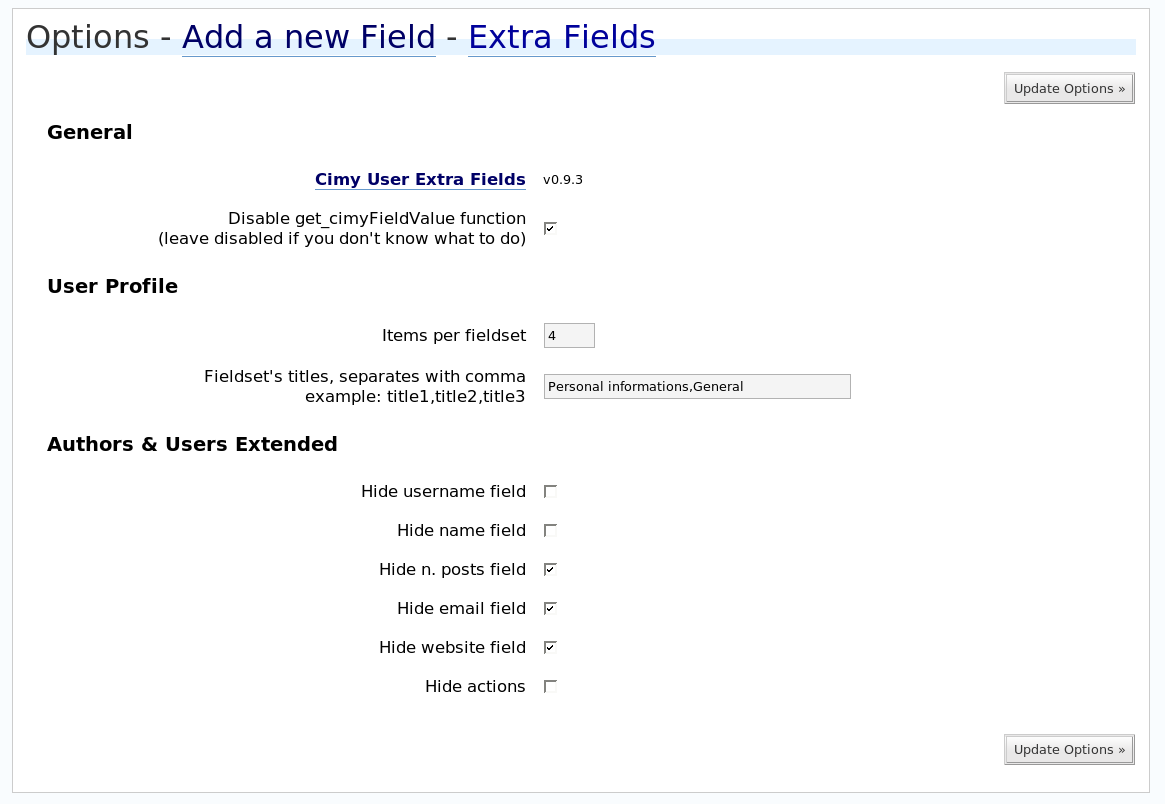 Options - Add a new Field - Extra Fields
Update Options »
General
Cimy User Extra Fields v0.9.3
Disable get_cimyFieldValue function
(leave disabled if you don't know what to do)
User Profile
Items per fieldset 4
Fieldset's titles, separates with comma
example: title1,title2,title3
Personal informations,General
Authors & Users Extended
Hide username field
Hide name field
Hide n. posts field
Hide email field
Hide website field
Hide actions
Update Options »